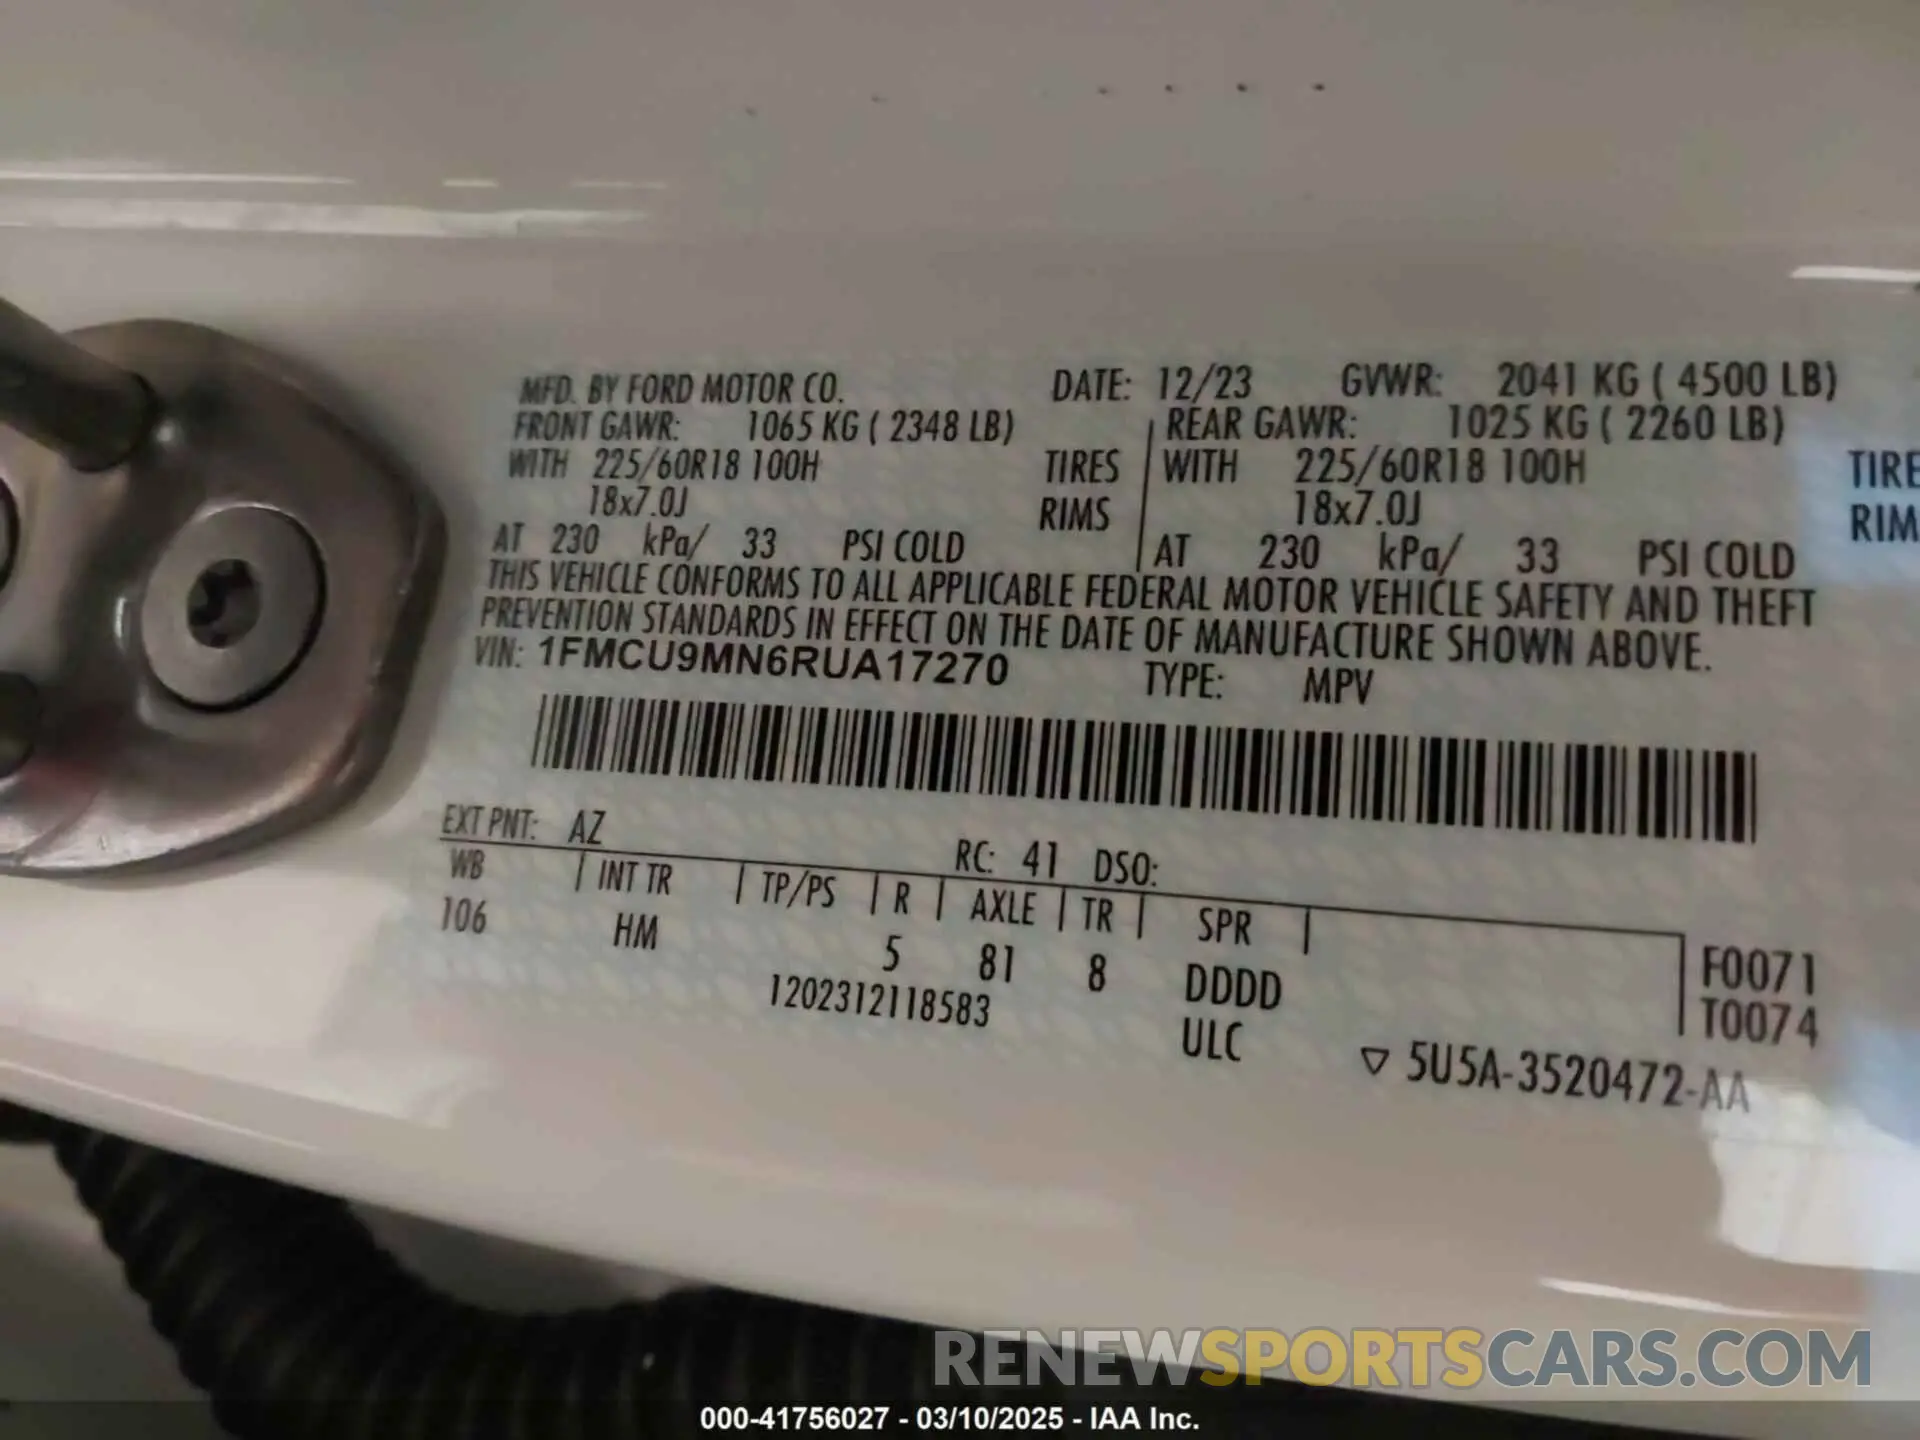 MFD. BY FORD MOTOR CO. DATE: 12/23 GVWR: 2041 KG ( 4500 LB)
FRONT GAWR: 1065 KG ( 2348 LB) REAR GAWR: 1025 KG ( 2260 LB)
WITH 225/60R18 100H TIRES WITH 225/60R18 100H TIRE
18x7.0J RIMS 18x7.0J RIM
AT 230 kPa/ 33 PSI COLD AT 230 kPa/ 33 PSI COLD
THIS VEHICLE CONFORMS TO ALL APPLICABLE FEDERAL MOTOR VEHICLE SAFETY AND THEFT
PREVENTION STANDARDS IN EFFECT ON THE DATE OF MANUFACTURE SHOWN ABOVE.
VIN: 1FMCU9MN6RUA17270 TYPE: MPV
EXT PNT: AZ RC: 41 DSO:
WB INT TR TP/PS R AXLE TR SPR
106 HM 5 81 8 DDDD F0071
1202312118583 ULC T0074
▽ 5U5A-3520472-AA
RENEWSPORTSCARS.COM
000-41756027 - 03/10/2025 - IAA Inc.